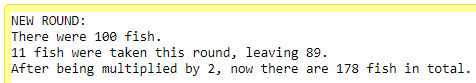 NEW ROUND:
There were 100 fish.
11 fish were taken this round, leaving 89.
After being multiplied by 2, now there are 178 fish in total.